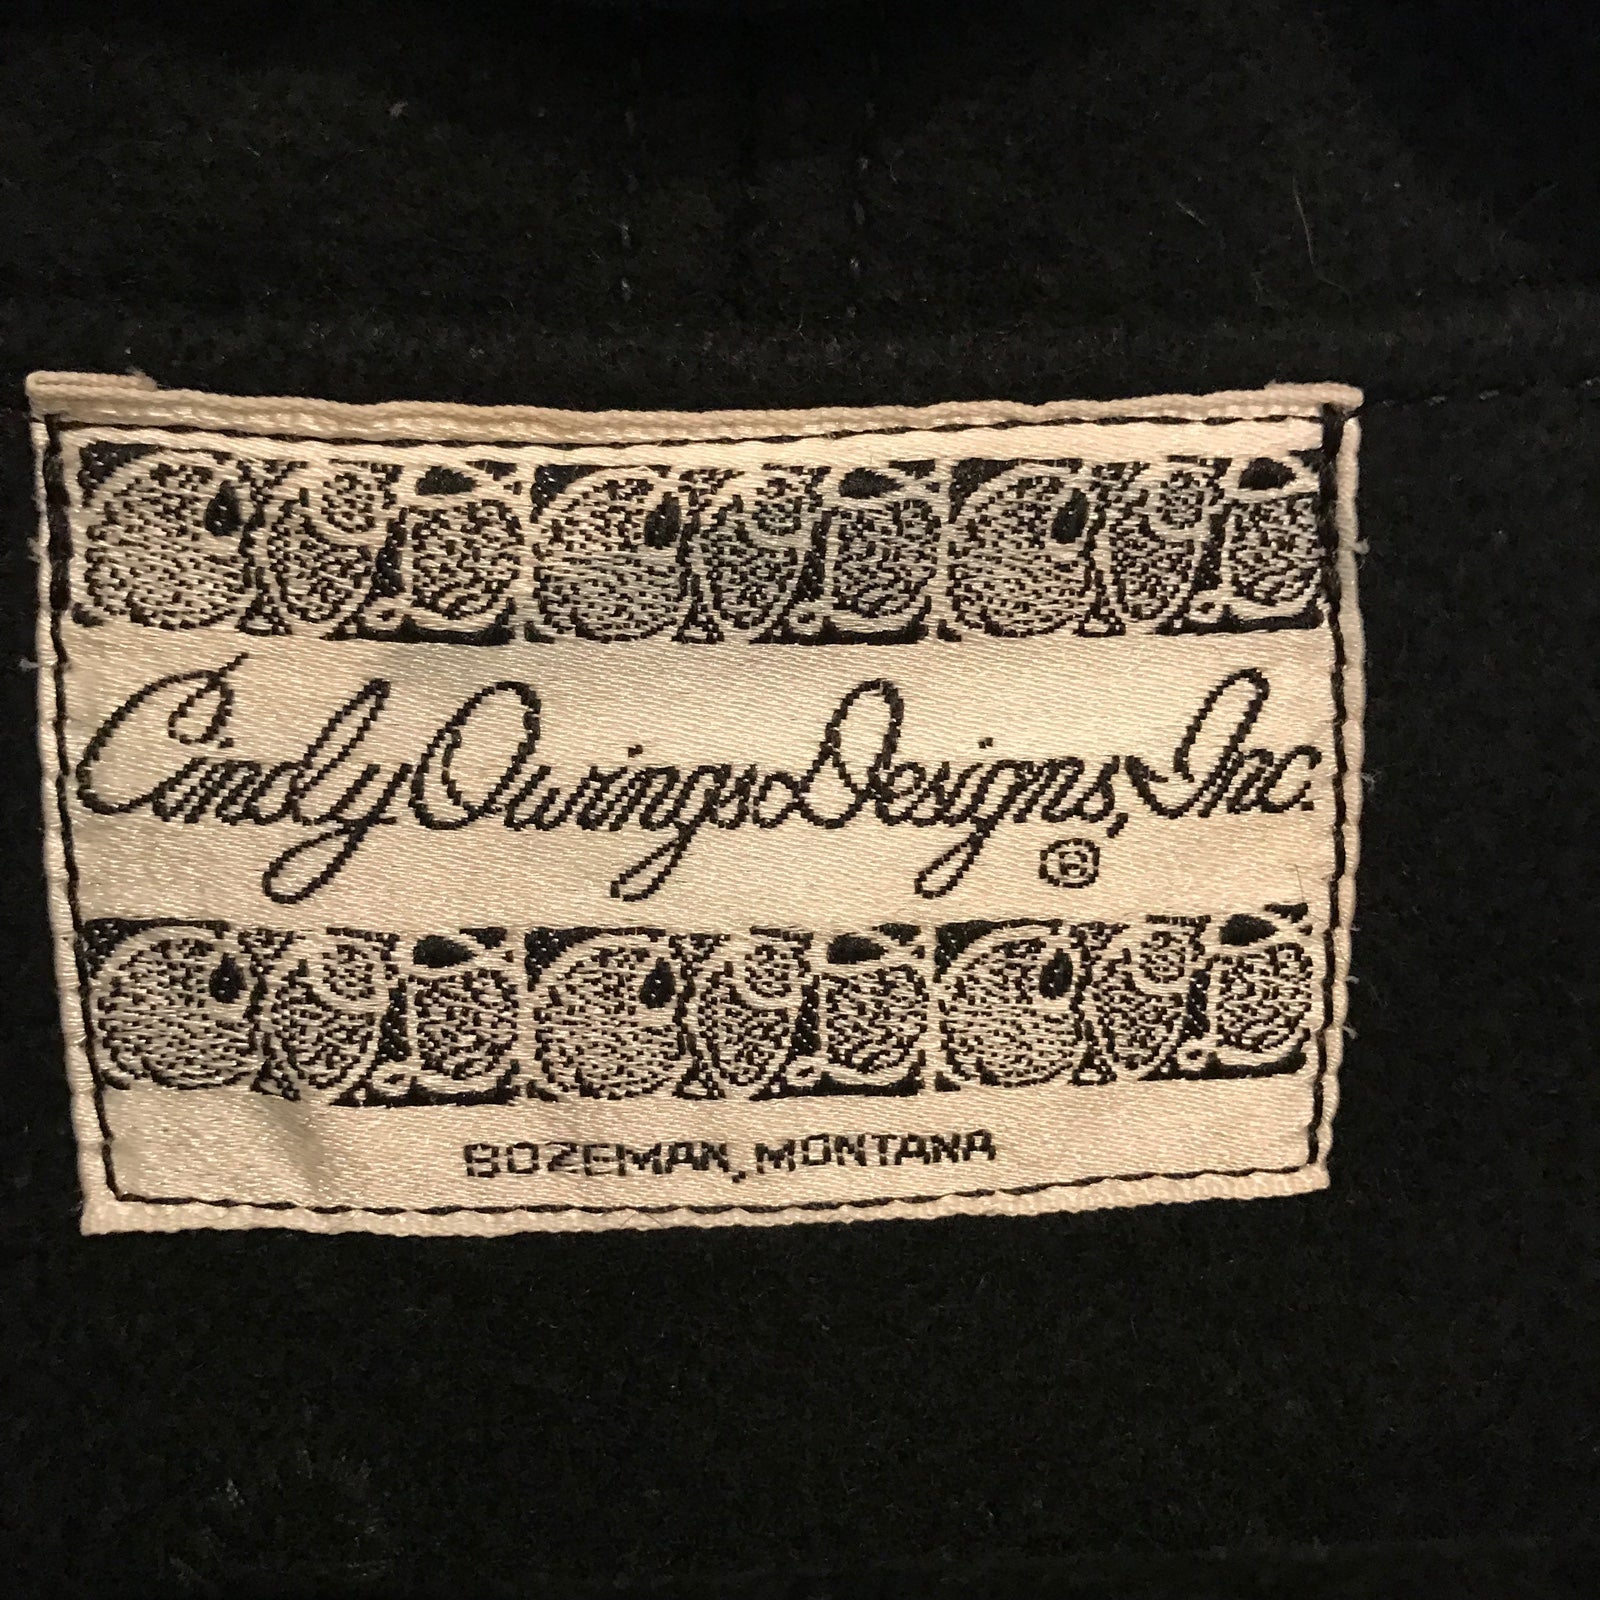 Cindy Owings Designs, Inc.
®
BOZEMAN, MONTANA